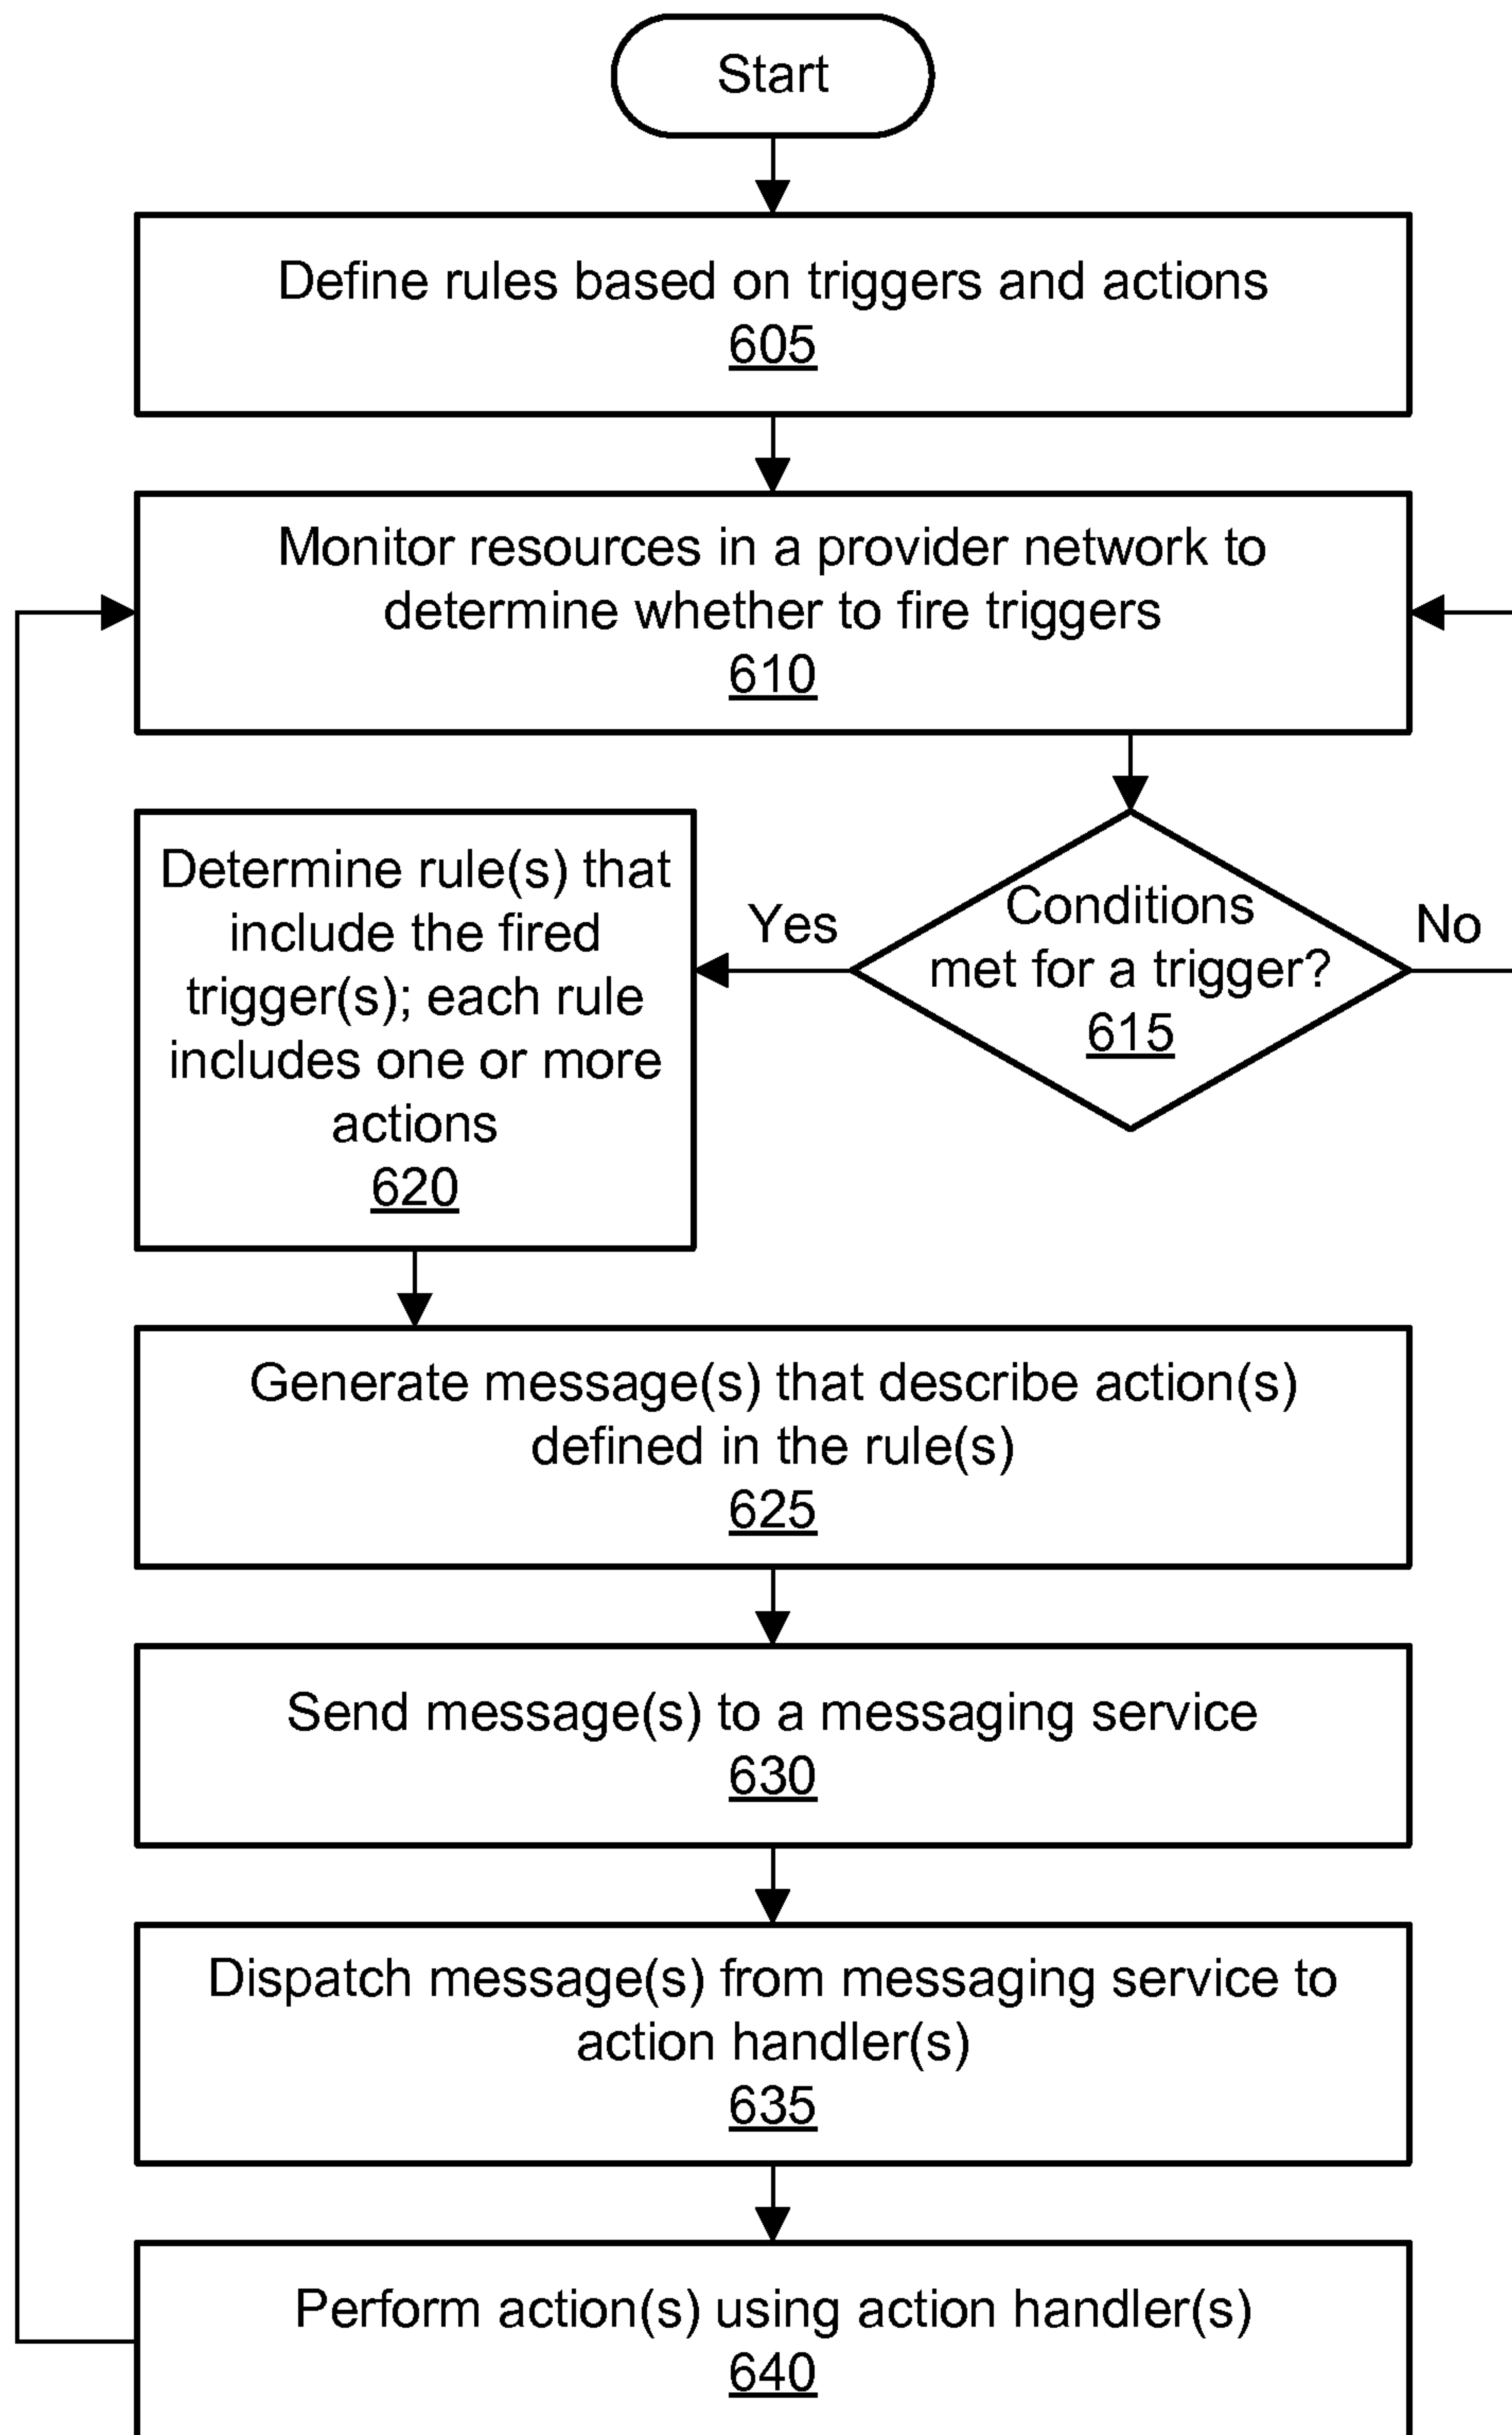 Start
Define rules based on triggers and actions
605
Monitor resources in a provider network to
determine whether to fire triggers
610
Conditions
met for a trigger?
615
Yes
No
Determine rule(s) that
include the fired
trigger(s); each rule
includes one or more
actions
620
Generate message(s) that describe action(s)
defined in the rule(s)
625
Send message(s) to a messaging service
630
Dispatch message(s) from messaging service to
action handler(s)
635
Perform action(s) using action handler(s)
640